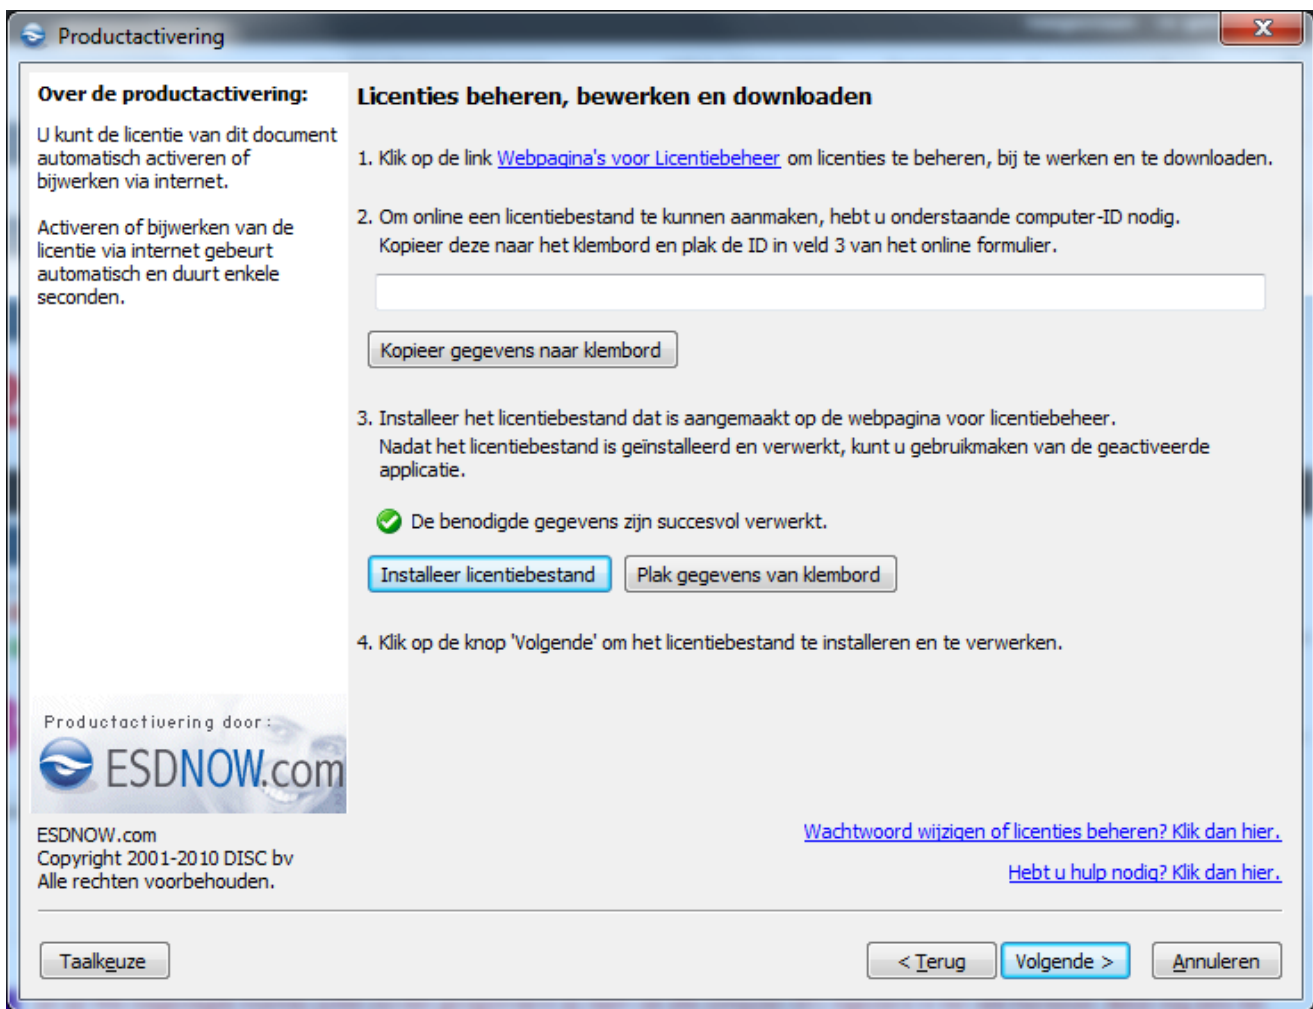 Productactivering
Over de productactivering:
U kunt de licentie van dit document
automatisch activeren of
bijwerken via internet.
Activeren of bijwerken van de
licentie via internet gebeurt
automatisch en duurt enkele
seconden.
Productactivering door:
ESDNOW.com
ESDNOW.com
Copyright 2001-2010 DISC bv
Alle rechten voorbehouden.
Licenties beheren, bewerken en downloaden
1. Klik op de link Webpagina's voor Licentiebeheer om licenties te beheren, bij te werken en te downloaden.
2. Om online een licentiebestand te kunnen aanmaken, hebt u onderstaande computer-ID nodig.
Kopieer deze naar het klembord en plak de ID in veld 3 van het online formulier.
Kopieer gegevens naar klembord
3. Installeer het licentiebestand dat is aangemaakt op de webpagina voor licentiebeheer.
Nadat het licentiebestand is geïnstalleerd en verwerkt, kunt u gebruikmaken van de geactiveerde
applicatie.
De benodigde gegevens zijn succesvol verwerkt.
Installeer licentiebestand Plak gegevens van klembord
4. Klik op de knop 'Volgende' om het licentiebestand te installeren en te verwerken.
Wachtwoord wijzigen of licenties beheren? Klik dan hier.
Hebt u hulp nodig? Klik dan hier.
Taalkeuze < Terug Volgende > Annuleren